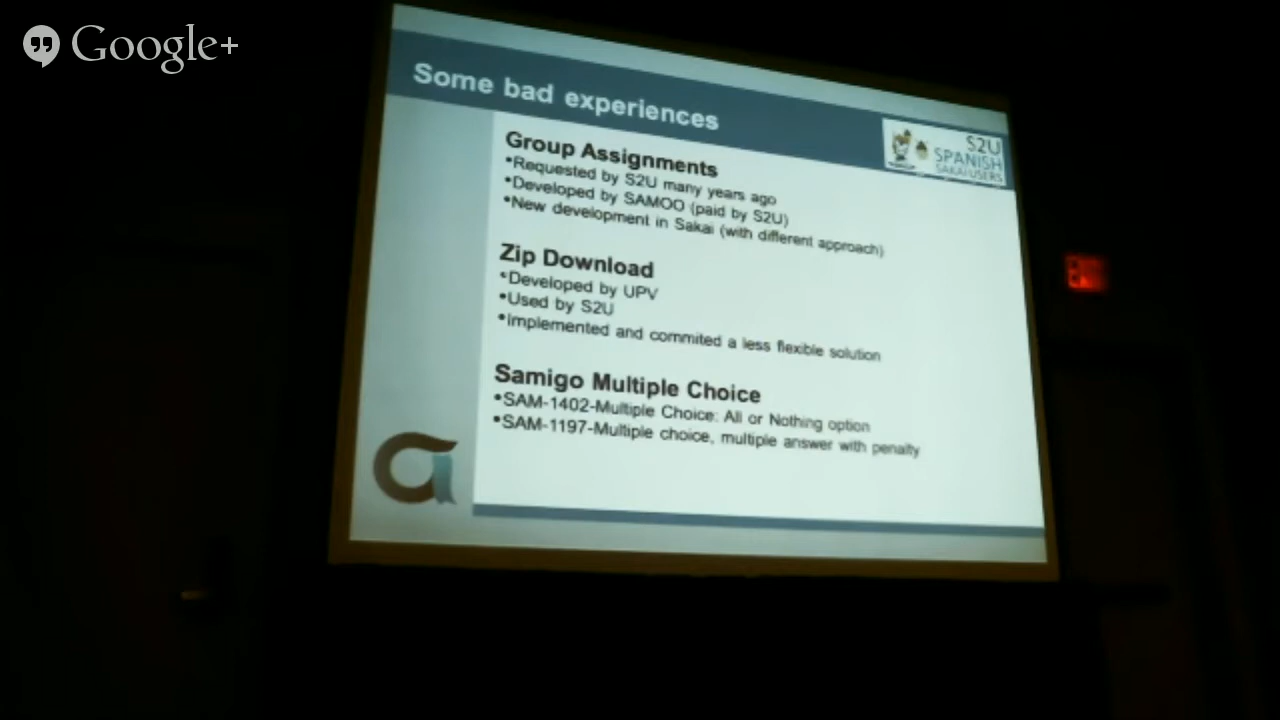 Google+
Some bad experiences
S2U
SPANISH
SAKAI USERS
Group Assignments
•Requested by S2U many years ago
•Developed by SAMOO (paid by S2U)
•New development in Sakai (with different approach)
Zip Download
•Developed by UPV
•Used by S2U
•Implemented and commited a less flexible solution
Samigo Multiple Choice
•SAM-1402-Multiple Choice: All or Nothing option
•SAM-1197-Multiple choice, multiple answer with penalty